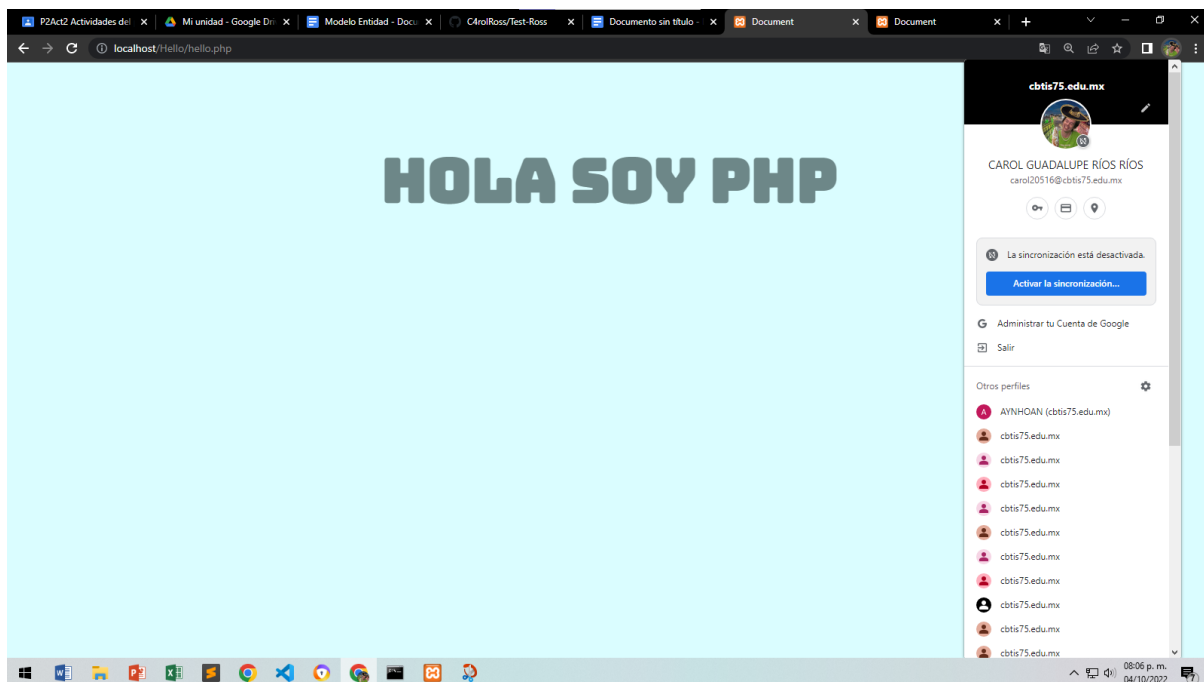 P2Act2 Actividades del
Mi unidad - Google Dri
Modelo Entidad - Docu
C4rolRoss/Test-Ross
Documento sin título -
Document
Document
localhost/Hello/hello.php
HOLA SOY PHP
cbtis75.edu.mx
CAROL GUADALUPE RÍOS RÍOS
carol20516@cbtis75.edu.mx
La sincronización está desactivada.
Activar la sincronización...
G Administrar tu Cuenta de Google
Salir
Otros perfiles
A AYNHOAN (cbtis75.edu.mx)
cbtis75.edu.mx
cbtis75.edu.mx
cbtis75.edu.mx
cbtis75.edu.mx
cbtis75.edu.mx
cbtis75.edu.mx
cbtis75.edu.mx
cbtis75.edu.mx
cbtis75.edu.mx
cbtis75.edu.mx
08:06 p. m.
04/10/2022